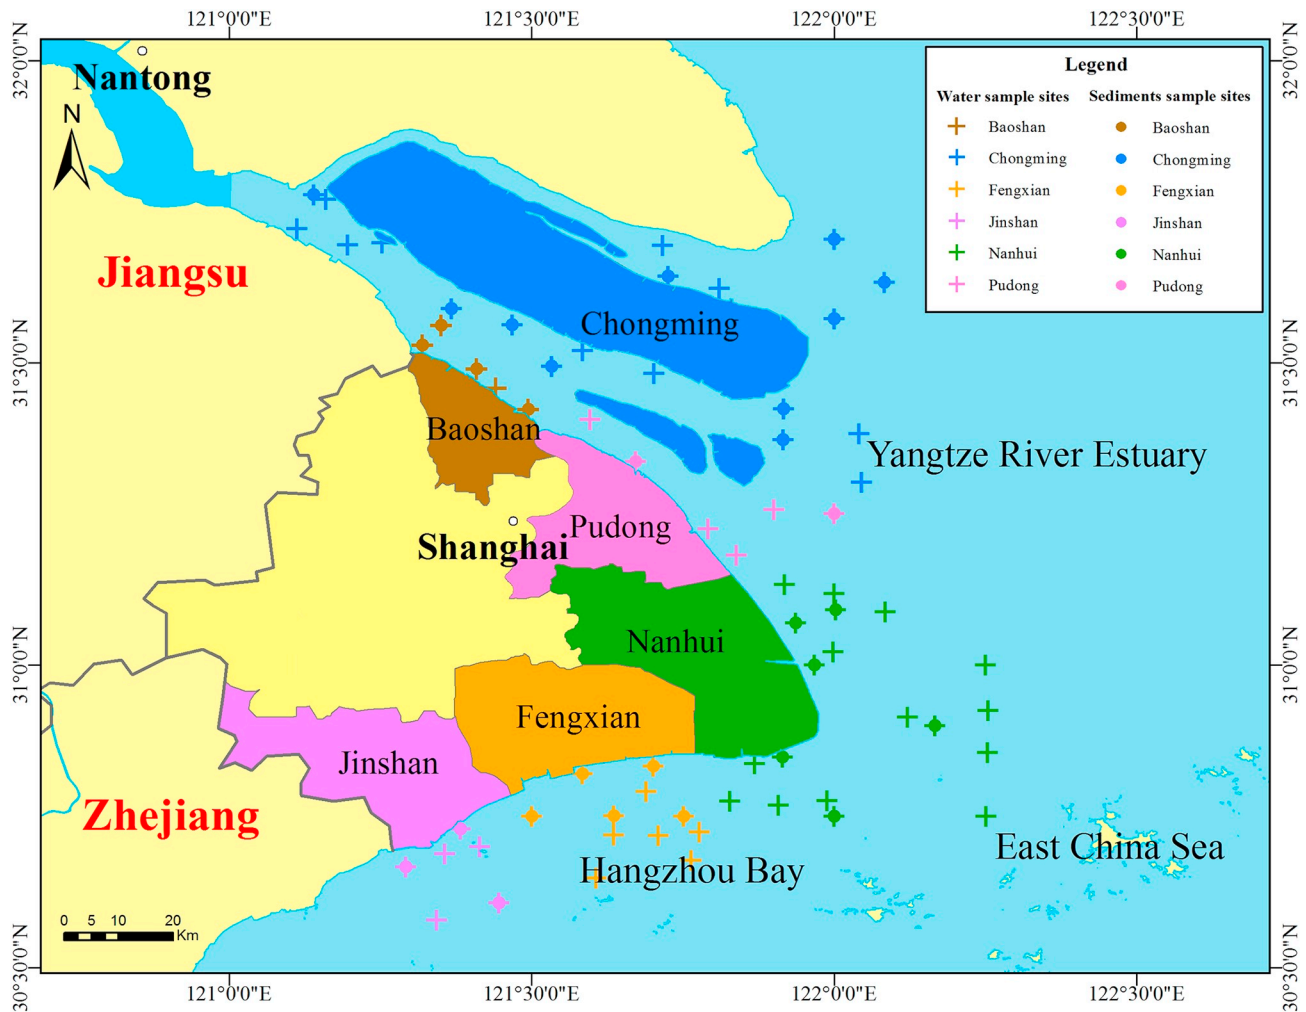 121°0'0"E 121°30'0"E 122°0'0"E 122°30'0"E
32°0'0"N
32°0'0"N
Nantong
N
Legend
Water sample sites Sediments sample sites
Baoshan Baoshan
Chongming Chongming
Fengxian Fengxian
Jinshan Jinshan
Nanhui Nanhui
Pudong Pudong
Jiangsu
Chongming
31°30'0"N
31°30'0"N
Baoshan
Yangtze River Estuary
Pudong
Shanghai
Nanhui
31°0'0"N
31°0'0"N
Fengxian
Jinshan
Zhejiang
East China Sea
Hangzhou Bay
0 5 10 20
Km
30°30'0"N
30°30'0"N
121°0'0"E 121°30'0"E 122°0'0"E 122°30'0"E